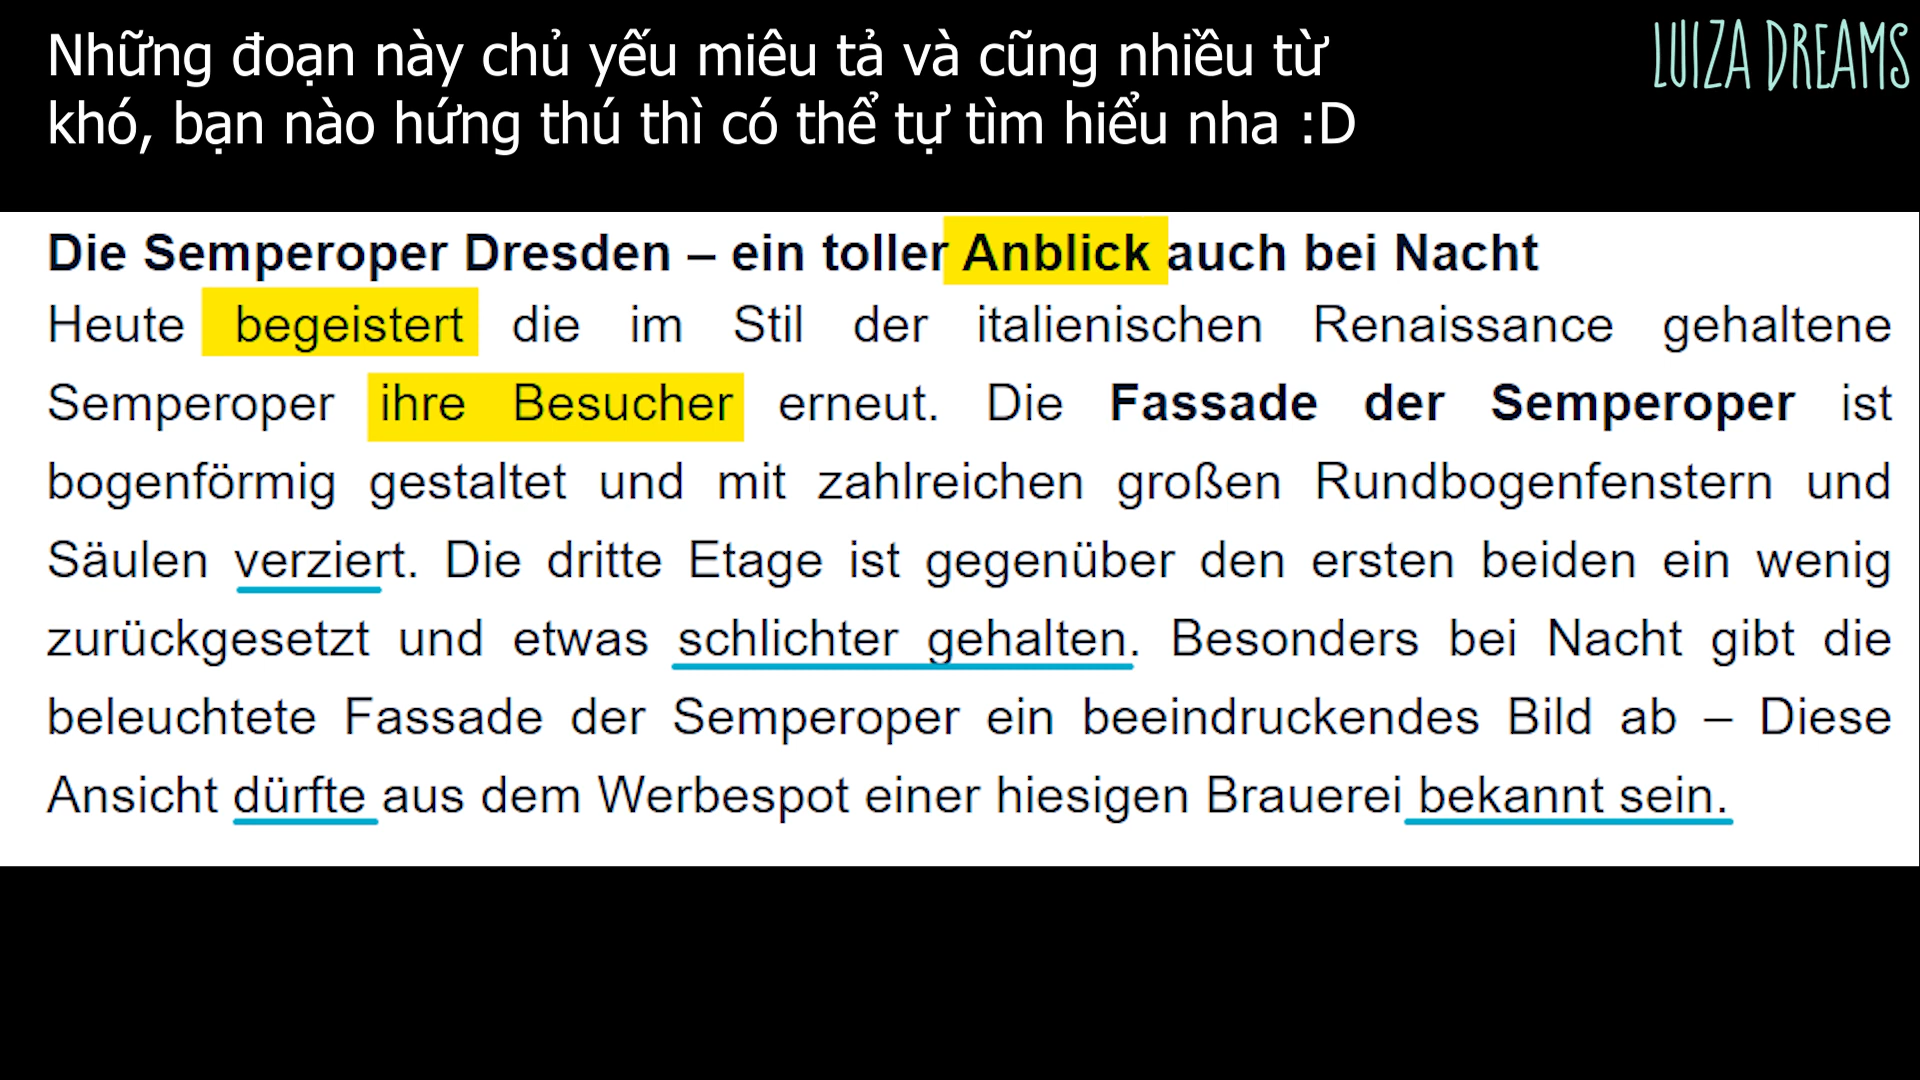 Những đoạn này chủ yếu miêu tả và cũng nhiều từ
khó, bạn nào hứng thú thì có thể tự tìm hiểu nha :D
LUIZA DREAMS
Die Semperoper Dresden – ein toller Anblick auch bei Nacht
Heute begeistert die im Stil der italienischen Renaissance gehaltene
Semperoper ihre Besucher erneut. Die Fassade der Semperoper ist
bogenförmig gestaltet und mit zahlreichen großen Rundbogenfenstern und
Säulen verziert. Die dritte Etage ist gegenüber den ersten beiden ein wenig
zurückgesetzt und etwas schlichter gehalten. Besonders bei Nacht gibt die
beleuchtete Fassade der Semperoper ein beeindruckendes Bild ab – Diese
Ansicht dürfte aus dem Werbespot einer hiesigen Brauerei bekannt sein.